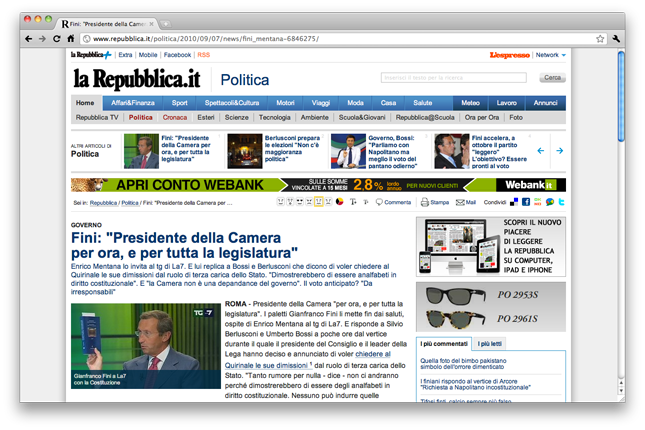 Fini: "Presidente della Camer
www.repubblica.it/politica/2010/09/07/news/fini_mentana-6846275/
la Repubblica+ Extra Mobile Facebook RSS
L'espresso Network
la Repubblica.it Politica
Inserisci il testo per la ricerca Cerca
Home Affari&Finanza Sport Spettacoli&Cultura Motori Viaggi Moda Casa Salute Meteo Lavoro Annunci
Repubblica TV Politica Cronaca Esteri Scienze Tecnologia Ambiente Scuola&Giovani Repubblica@Scuola Ora per Ora Foto
ALTRI ARTICOLI DI
Politica
Fini: "Presidente
della Camera per
ora, e per tutta la
legislatura"
Berlusconi prepara
le elezioni "Non c'è
maggioranza
politica"
Governo, Bossi:
"Parliamo con
Napolitano ma
meglio il voto del
pantano odierno"
Fini accelera, a
ottobre il partito
"leggero"
L'obiettivo? Essere
pronti al voto
APRI CONTO WEBANK
SULLE SOMME
VINCOLATE A 15 MESI
2.8%
lordo
annuo
PER NUOVI CLIENTI
Webank.it
Sei in: Repubblica / Politica / Fini: "Presidente della Camera per ...
Commenta Stampa Mail Condividi
GOVERNO
Fini: "Presidente della Camera
per ora, e per tutta la legislatura"
Enrico Mentana lo invita al tg di La7. E lui replica a Bossi e Berlusconi che dicono di voler chiedere al
Quirinale le sue dimissioni dal ruolo di terza carica dello Stato. "Dimostrerebbero di essere analfabeti in
diritto costituzionale". E "la Camera non è una depandance del governo". Il voto anticipato? "Da
irresponsabili"
TG 7
Gianfranco Fini a La7
con la Costituzione
ROMA - Presidente della Camera "per ora, e per tutta la
legislatura". I paletti Gianfranco Fini li mette fin dai saluti,
ospite di Enrico Mentana al tg di La7. E risponde a Silvio
Berlusconi e Umberto Bossi a poche ore dal vertice
durante il quale il presidente del Consiglio e il leader della
Lega hanno deciso e annunciato di voler chiedere al
Quirinale le sue dimissioni 1 dal ruolo di terza carica dello
Stato. "Tanto rumore per nulla - dice - non ci andranno
perché dimostrerebbero di essere degli analfabeti in
diritto costituzionale. Nessuno può indurre quelle
SCOPRI IL NUOVO
PIACERE
DI LEGGERE
LA REPUBBLICA
SU COMPUTER,
IPAD E IPHONE
PO 2953S
PO 2961S
I più commentati I più letti
Quella foto del bimbo pakistano
simbolo dell'orrore dimenticato
I finiani rispondo al vertice di Arcore
"Richiesta a Napolitano incostituzionale"
Tifosi finti, calcio sempre più falso